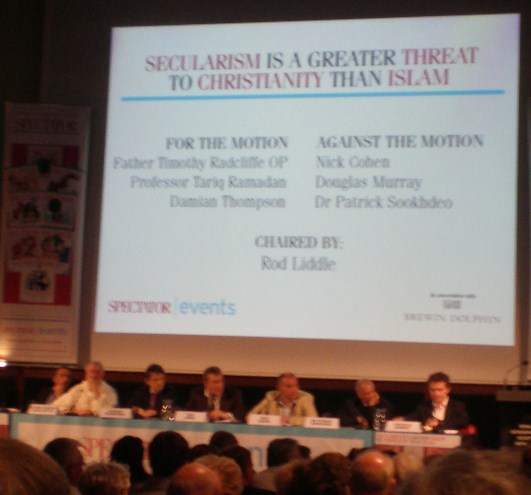 SPECTATOR
SECULARISM IS A GREATER THREAT
TO CHRISTIANITY THAN ISLAM
FOR THE MOTION
Father Timothy Radcliffe OP
Professor Tariq Ramadan
Damian Thompson
AGAINST THE MOTION
Nick Cohen
Douglas Murray
Dr Patrick Sookhdeo
CHAIRED BY:
Rod Liddle
SPECTATOR events
BREWIN DOLPHIN
events